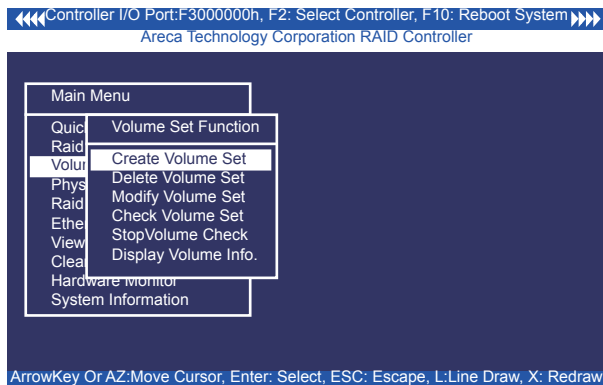 Controller I/O Port:F3000000h, F2: Select Controller, F10: Reboot System
Areca Technology Corporation RAID Controller
Main Menu
Quic
Raid
Volu
Phys
Raid
Ethe
View
Clea
Hardware Monitor
System Information
Volume Set Function
Create Volume Set
Delete Volume Set
Modify Volume Set
Check Volume Set
StopVolume Check
Display Volume Info.
ArrowKey Or AZ:Move Cursor, Enter: Select, ESC: Escape, L:Line Draw, X: Redraw